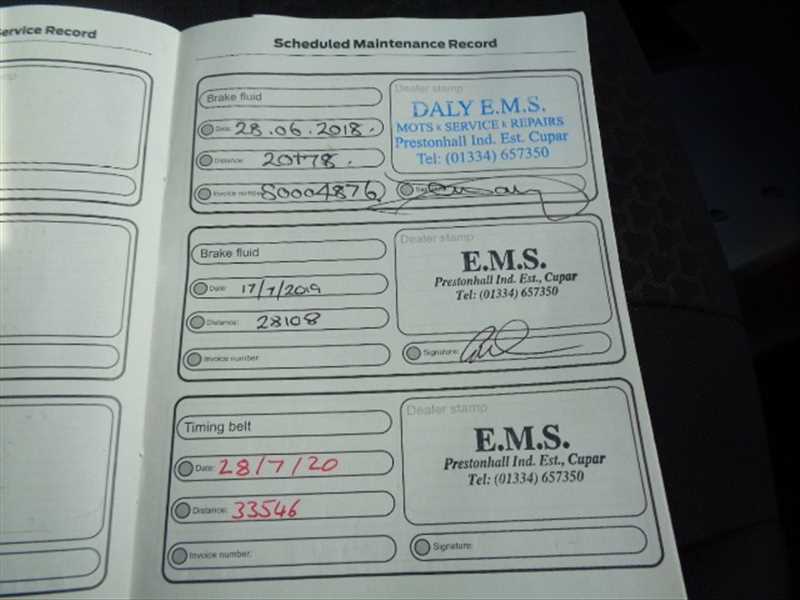 Service Record
Scheduled Maintenance Record
Brake fluid
Date: 28.06.2018.
Distance: 20778.
Invoice number: S0004876
Dealer stamp
DALY E.M.S.
MOTS & SERVICE & REPAIRS
Prestonhall Ind. Est. Cupar
Tel: (01334) 657350
Brake fluid
Date: 17/7/2019
Distance: 28108
Invoice number:
Dealer stamp
E.M.S.
Prestonhall Ind. Est., Cupar
Tel: (01334) 657350
Signature:
Timing belt
Date: 28/7/20
Distance: 33546
Invoice number:
Dealer stamp
E.M.S.
Prestonhall Ind. Est., Cupar
Tel: (01334) 657350
Signature: